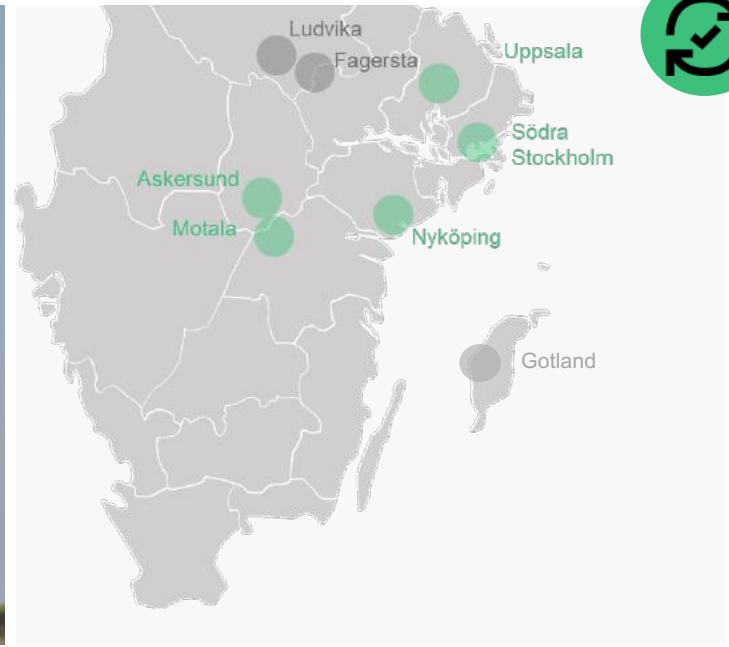 Ludvika
Fagersta
Uppsala
Södra
Stockholm
Askersund
Motala
Nyköping
Gotland